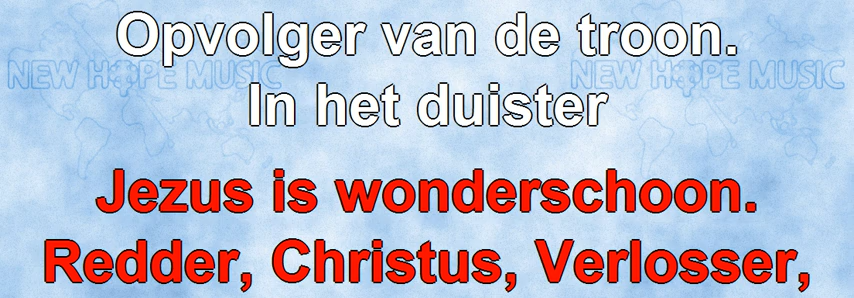 Opvolger van de troon.
NEW HOPE MUSIC NEW HOPE MUSIC
In het duister
Jezus is wonderschoon.
Redder, Christus, Verlosser,